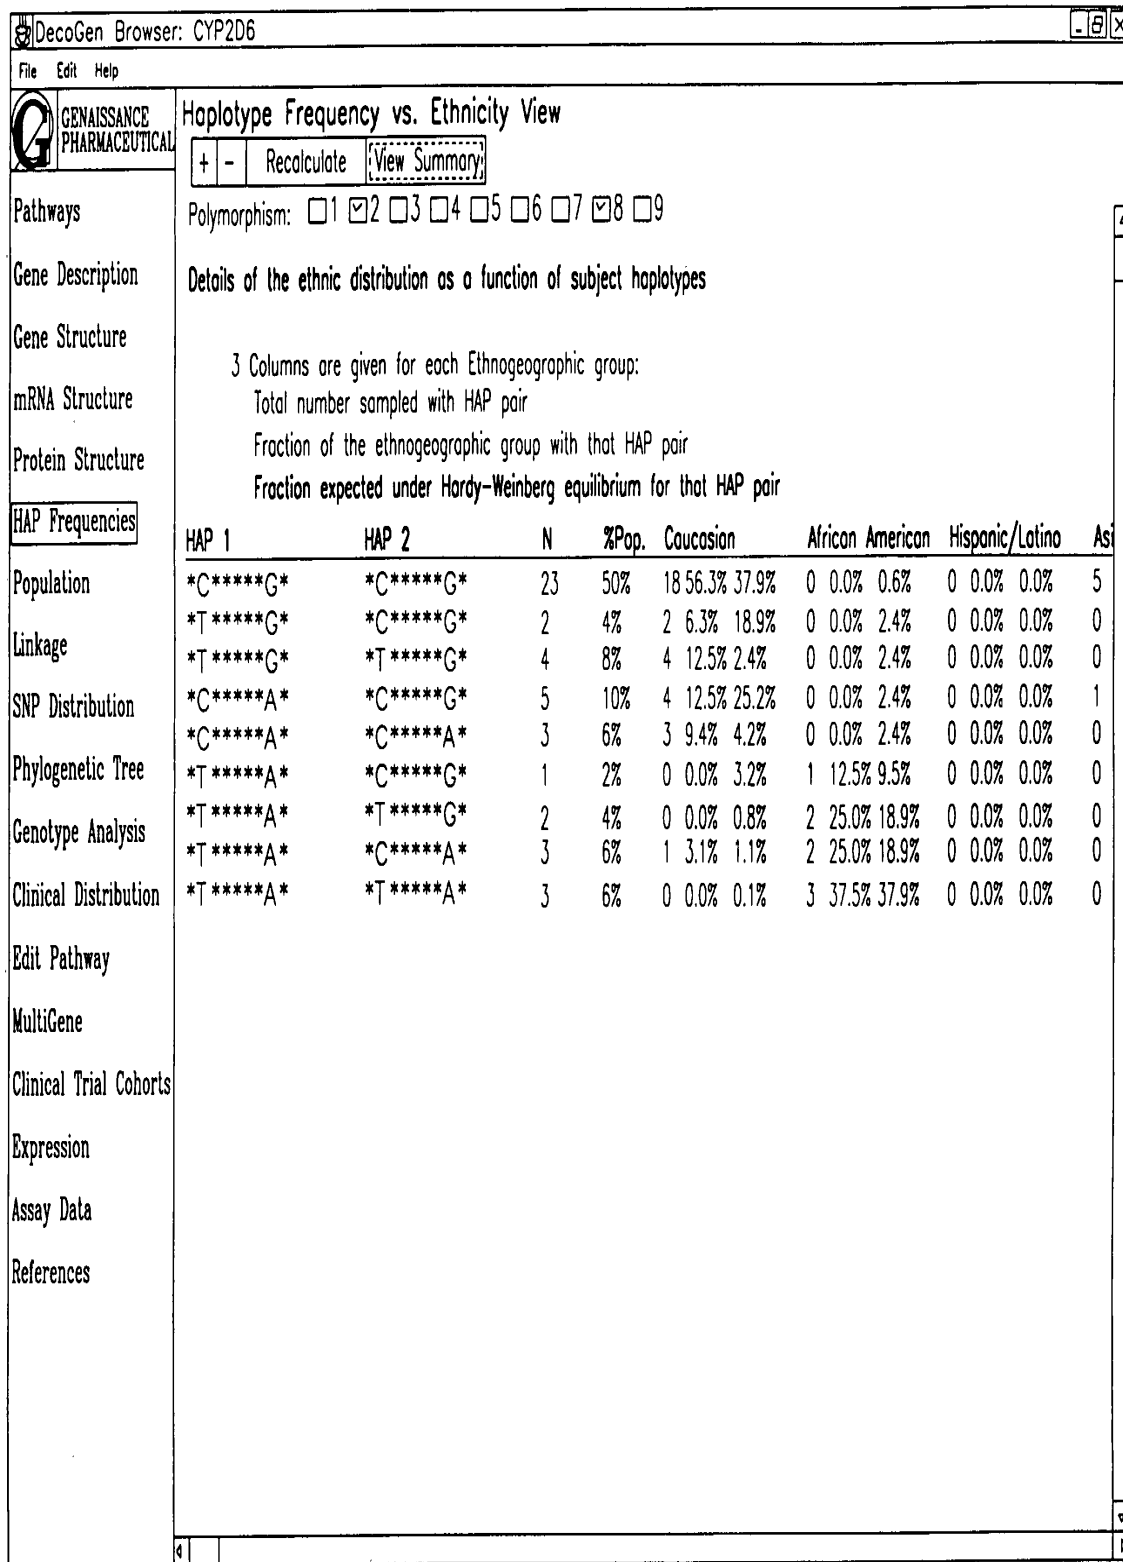 DecoGen Browser: CYP2D6
File Edit Help
GENAISSANCE
PHARMACEUTICAL
Haplotype Frequency vs. Ethnicity View
+ - Recalculate View Summary
Polymorphism: 1 2 3 4 5 6 7 8 9
Details of the ethnic distribution as a function of subject haplotypes
3 Columns are given for each Ethnogeographic group:
Total number sampled with HAP pair
Fraction of the ethnogeographic group with that HAP pair
Fraction expected under Hardy-Weinberg equilibrium for that HAP pair
HAP 1 HAP 2 N %Pop. Caucasian African American Hispanic/Latino Asi
*C*****G* *C*****G* 23 50% 18 56.3% 37.9% 0 0.0% 0.6% 0 0.0% 0.0% 5
*T*****G* *C*****G* 2 4% 2 6.3% 18.9% 0 0.0% 2.4% 0 0.0% 0.0% 0
*T*****G* *T*****G* 4 8% 4 12.5% 2.4% 0 0.0% 2.4% 0 0.0% 0.0% 0
*C*****A* *C*****G* 5 10% 4 12.5% 25.2% 0 0.0% 2.4% 0 0.0% 0.0% 1
*C*****A* *C*****A* 3 6% 3 9.4% 4.2% 0 0.0% 2.4% 0 0.0% 0.0% 0
*T*****A* *C*****G* 1 2% 0 0.0% 3.2% 1 12.5% 9.5% 0 0.0% 0.0% 0
*T*****A* *T*****G* 2 4% 0 0.0% 0.8% 2 25.0% 18.9% 0 0.0% 0.0% 0
*T*****A* *C*****A* 3 6% 1 3.1% 1.1% 2 25.0% 18.9% 0 0.0% 0.0% 0
*T*****A* *T*****A* 3 6% 0 0.0% 0.1% 3 37.5% 37.9% 0 0.0% 0.0% 0
Pathways
Gene Description
Gene Structure
mRNA Structure
Protein Structure
HAP Frequencies
Population
Linkage
SNP Distribution
Phylogenetic Tree
Genotype Analysis
Clinical Distribution
Edit Pathway
MultiGene
Clinical Trial Cohorts
Expression
Assay Data
References